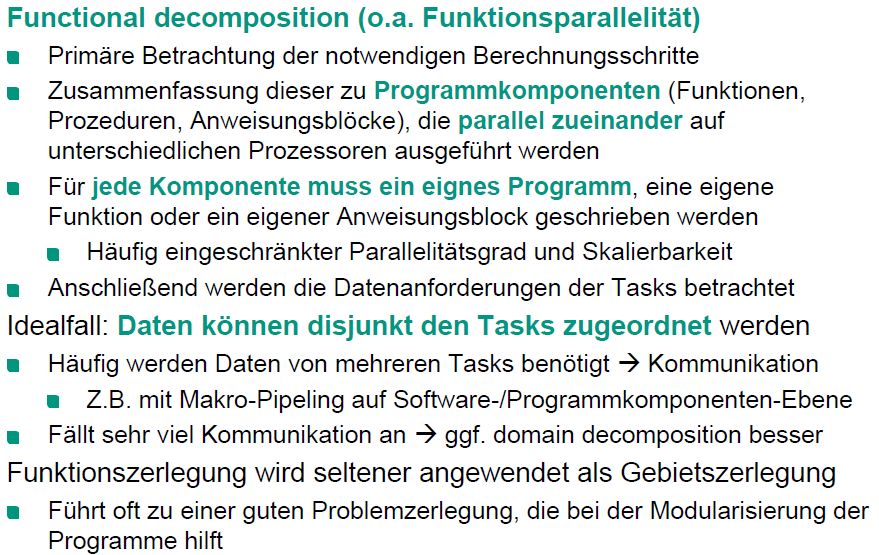 Functional decomposition (o.a. Funktionsparallelität)
Primäre Betrachtung der notwendigen Berechnungsschritte
Zusammenfassung dieser zu Programmkomponenten (Funktionen,
Prozeduren, Anweisungsblöcke), die parallel zueinander auf
unterschiedlichen Prozessoren ausgeführt werden
Für jede Komponente muss ein eignes Programm, eine eigene
Funktion oder ein eigener Anweisungsblock geschrieben werden
Häufig eingeschränkter Parallelitätsgrad und Skalierbarkeit
Anschließend werden die Datenanforderungen der Tasks betrachtet
Idealfall: Daten können disjunkt den Tasks zugeordnet werden
Häufig werden Daten von mehreren Tasks benötigt → Kommunikation
Z.B. mit Makro-Pipeling auf Software-/Programmkomponenten-Ebene
Fällt sehr viel Kommunikation an → ggf. domain decomposition besser
Funktionszerlegung wird seltener angewendet als Gebietszerlegung
Führt oft zu einer guten Problemzerlegung, die bei der Modularisierung der
Programme hilft